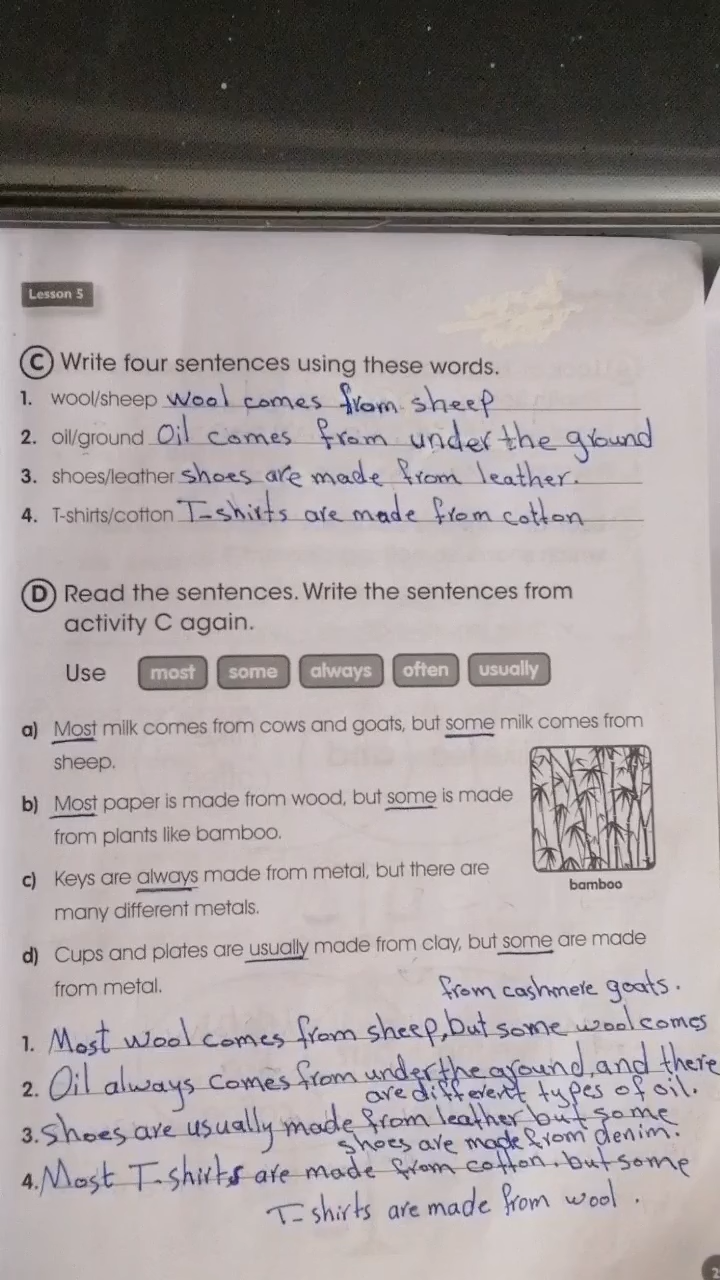 Lesson 5
C Write four sentences using these words.
1. wool/sheep Wool comes from sheep
2. oil/ground Oil comes from under the ground
3. shoes/leather shoes are made from leather.
4. T-shirts/cotton T-shirts are made from cotton
D Read the sentences. Write the sentences from
activity C again.
Use most some always often usually
a) Most milk comes from cows and goats, but some milk comes from
sheep.
b) Most paper is made from wood, but some is made
from plants like bamboo.
bamboo
c) Keys are always made from metal, but there are
many different metals.
d) Cups and plates are usually made from clay, but some are made
from metal.
1. Most wool comes from sheep, but some wool comes
from cashmere goats.
2. Oil always comes from under the ground, and there
are different types of oil.
3. Shoes are usually made from leather but some
shoes are made from denim.
4. Most T-shirts are made from cotton, but some
T-shirts are made from wool.
2